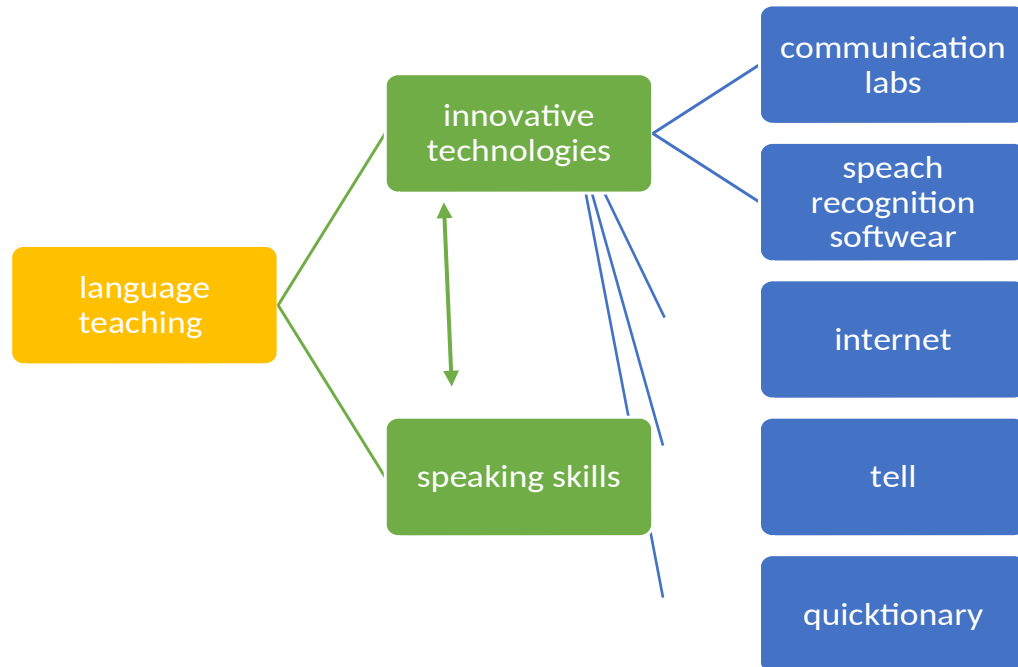 language
teaching
innovative
technologies
speaking skills
communication
labs
speach
recognition
softwear
internet
tell
quicktionary